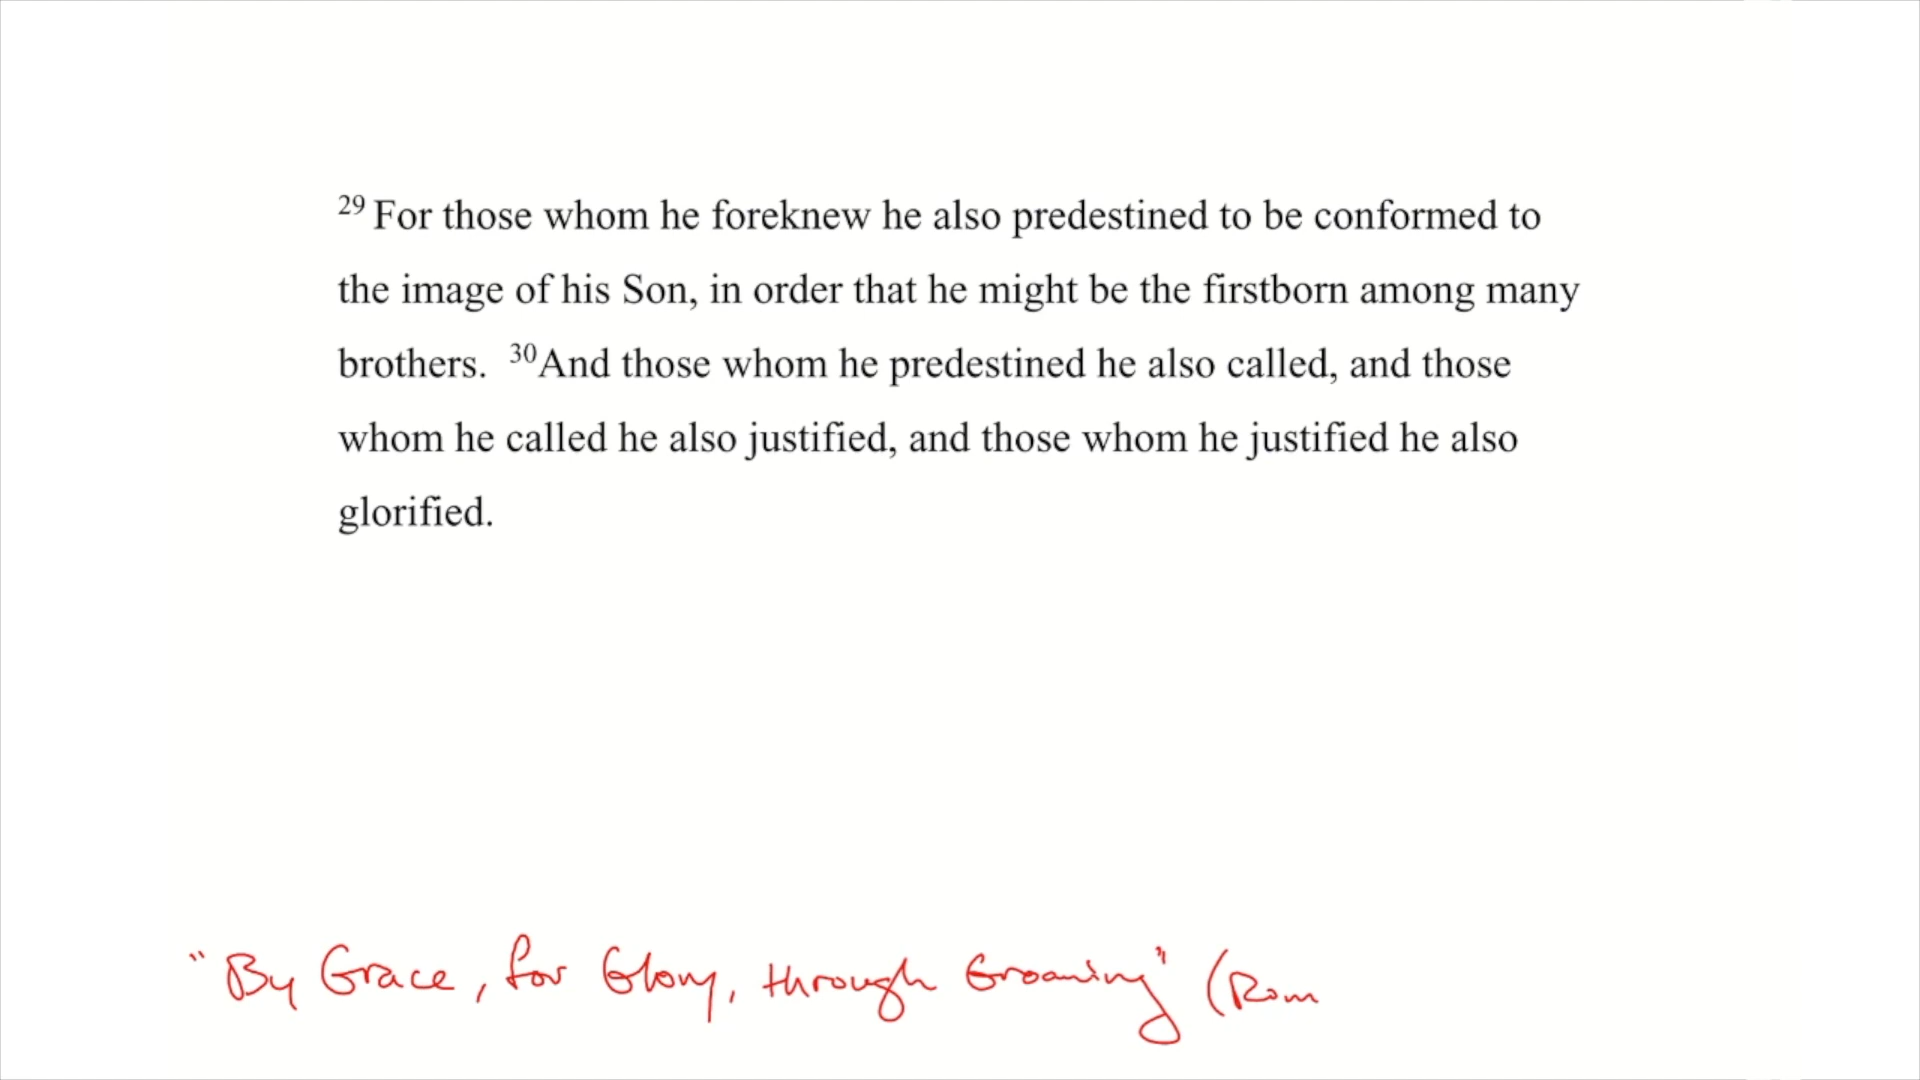 29 For those whom he foreknew he also predestined to be conformed to
the image of his Son, in order that he might be the firstborn among many
brothers. 30 And those whom he predestined he also called, and those
whom he called he also justified, and those whom he justified he also
glorified.
"By Grace, for Glory, through Groaning" (Rom